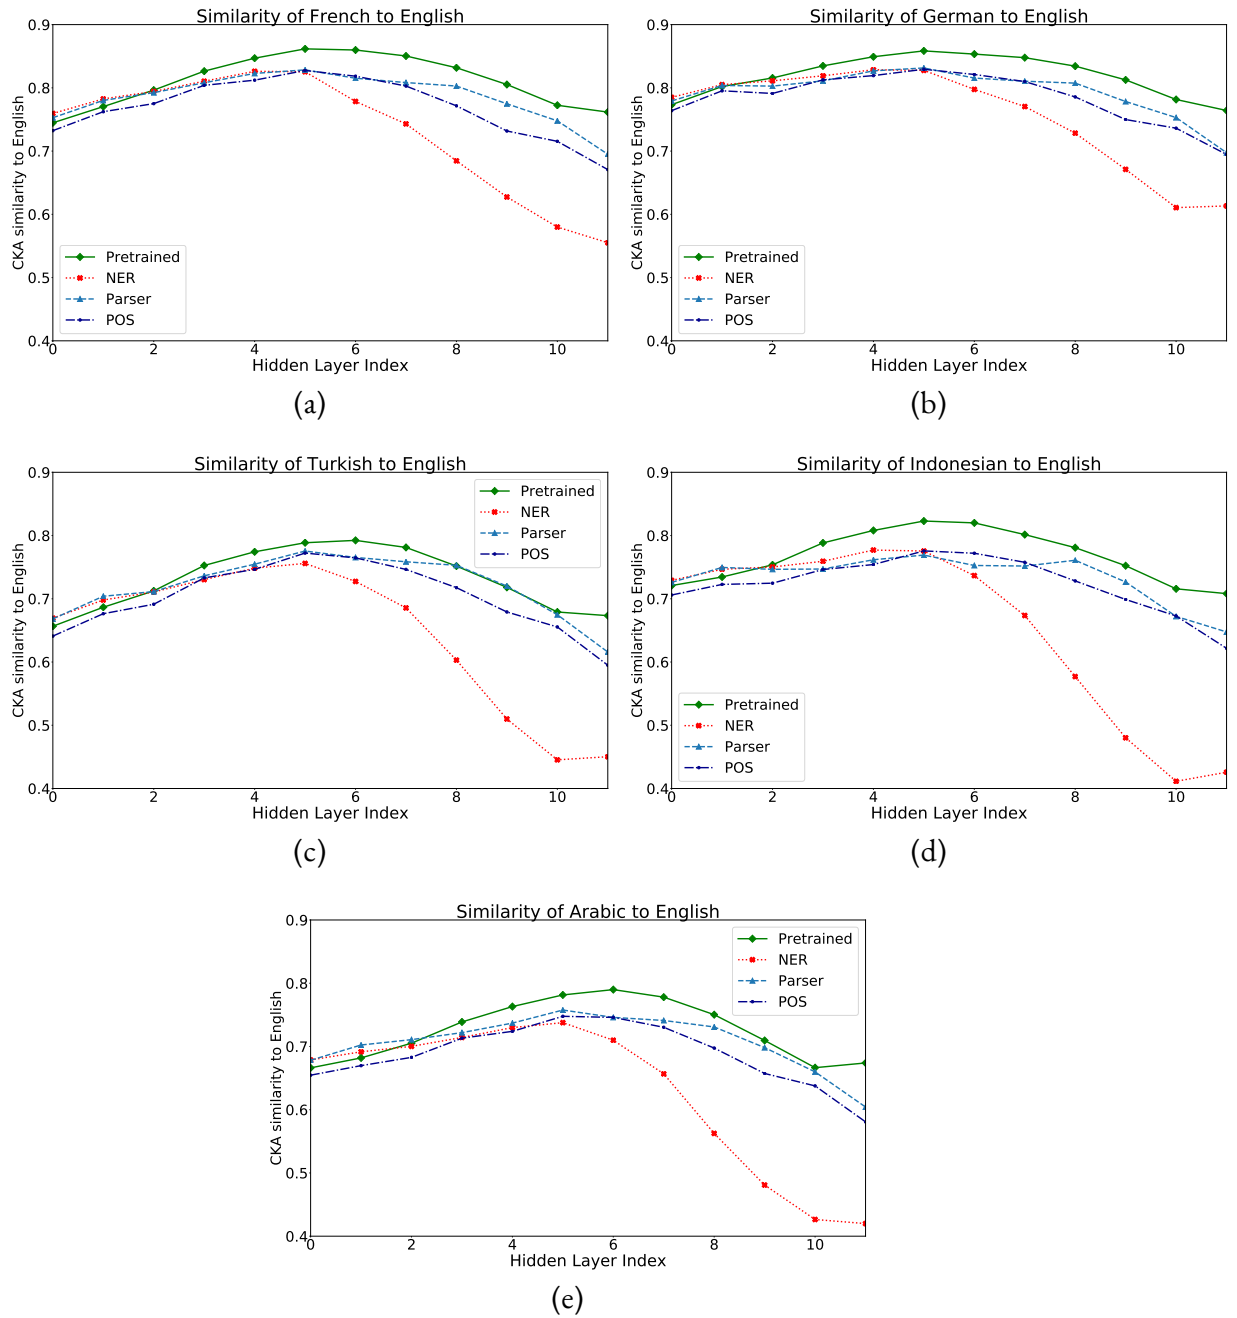 Similarity of French to English
CKA similarity to English
0.9
0.8
0.7
0.6
0.5
0.4
Pretrained
NER
Parser
POS
0 2 4 6 8 10
Hidden Layer Index
(a)
Similarity of German to English
CKA similarity to English
0.9
0.8
0.7
0.6
0.5
0.4
Pretrained
NER
Parser
POS
0 2 4 6 8 10
Hidden Layer Index
(b)
Similarity of Turkish to English
CKA similarity to English
0.9
0.8
0.7
0.6
0.5
0.4
Pretrained
NER
Parser
POS
0 2 4 6 8 10
Hidden Layer Index
(c)
Similarity of Indonesian to English
CKA similarity to English
0.9
0.8
0.7
0.6
0.5
0.4
Pretrained
NER
Parser
POS
0 2 4 6 8 10
Hidden Layer Index
(d)
Similarity of Arabic to English
CKA similarity to English
0.9
0.8
0.7
0.6
0.5
0.4
Pretrained
NER
Parser
POS
0 2 4 6 8 10
Hidden Layer Index
(e)